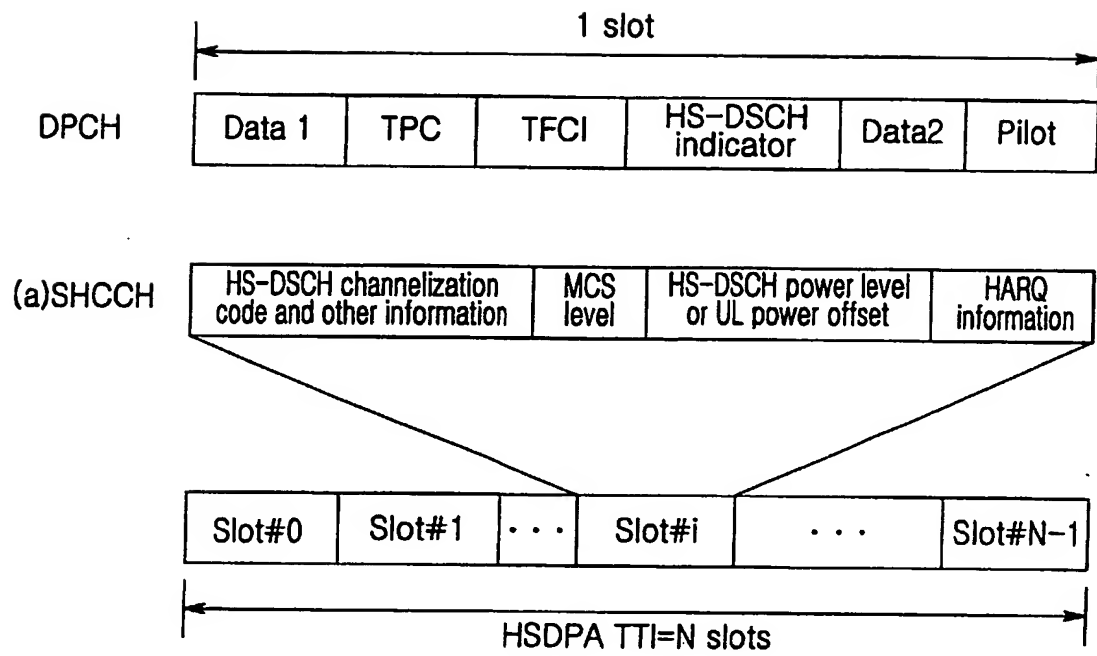 1 slot
DPCH
Data 1
TPC
TFCI
HS-DSCH
indicator
Data2
Pilot
(a)SHCCH
HS-DSCH channelization
code and other information
MCS
level
HS-DSCH power level
or UL power offset
HARQ
information
Slot#0
Slot#1
···
Slot#i
···
Slot#N-1
HSDPA TTI=N slots